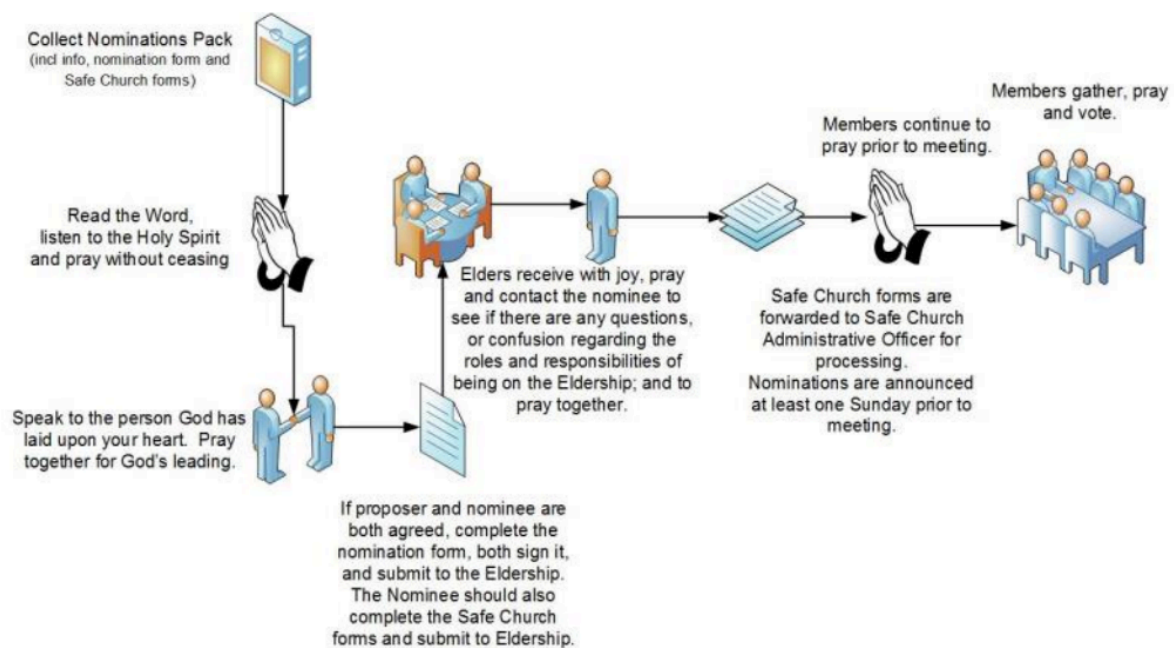 Collect Nominations Pack
(incl info, nomination form and
Safe Church forms)
Read the Word,
listen to the Holy Spirit
and pray without ceasing
Speak to the person God has
laid upon your heart. Pray
together for God's leading.
If proposer and nominee are
both agreed, complete the
nomination form, both sign it,
and submit to the Eldership.
The Nominee should also
complete the Safe Church
forms and submit to Eldership.
Elders receive with joy, pray
and contact the nominee to
see if there are any questions,
or confusion regarding the
roles and responsibilities of
being on the Eldership; and to
pray together.
Safe Church forms are
forwarded to Safe Church
Administrative Officer for
processing.
Nominations are announced
at least one Sunday prior to
meeting.
Members continue to
pray prior to meeting.
Members gather, pray
and vote.